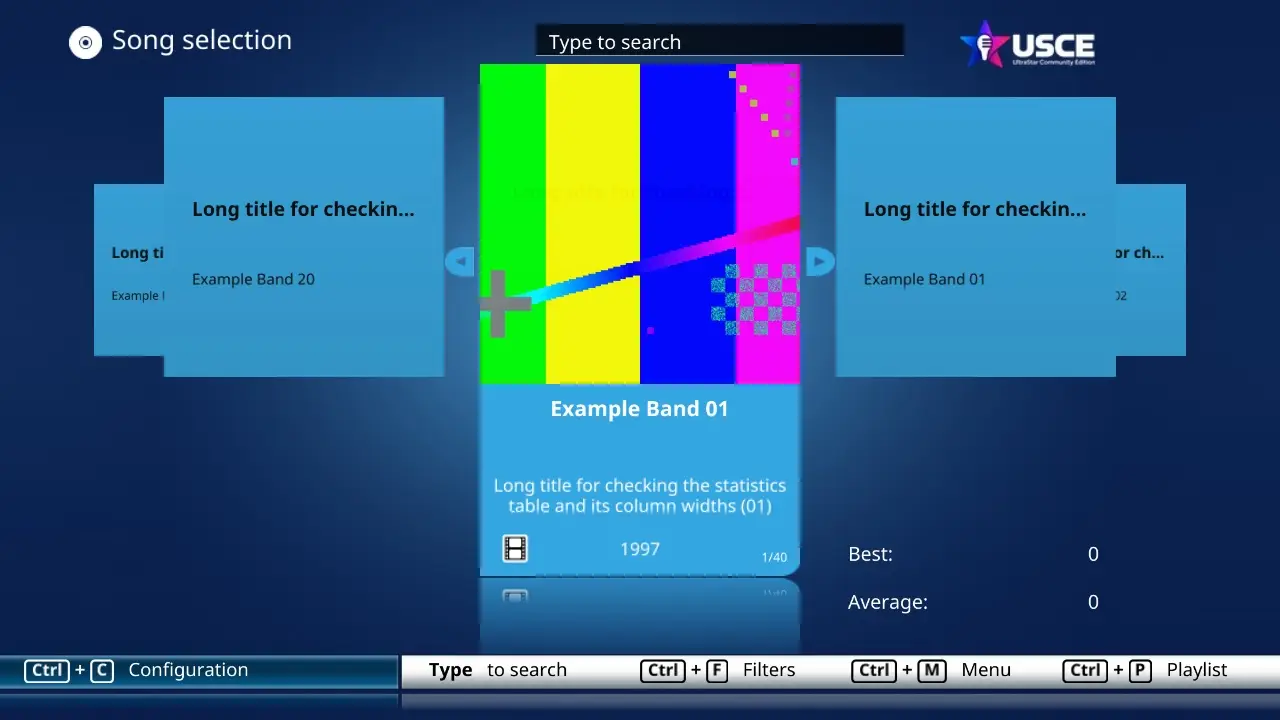 Song selection
Type to search
USCE
UltraStar Community Edition
Long ti
Example
Long title for checkin...
Example Band 20
Long title for checkin...
Example Band 01
or ch...
02
Example Band 01
Long title for checking the statistics
table and its column widths (01)
1997
1/40
Best: 0
Average: 0
Ctrl + C Configuration
Type to search
Ctrl + F Filters
Ctrl + M Menu
Ctrl + P Playlist